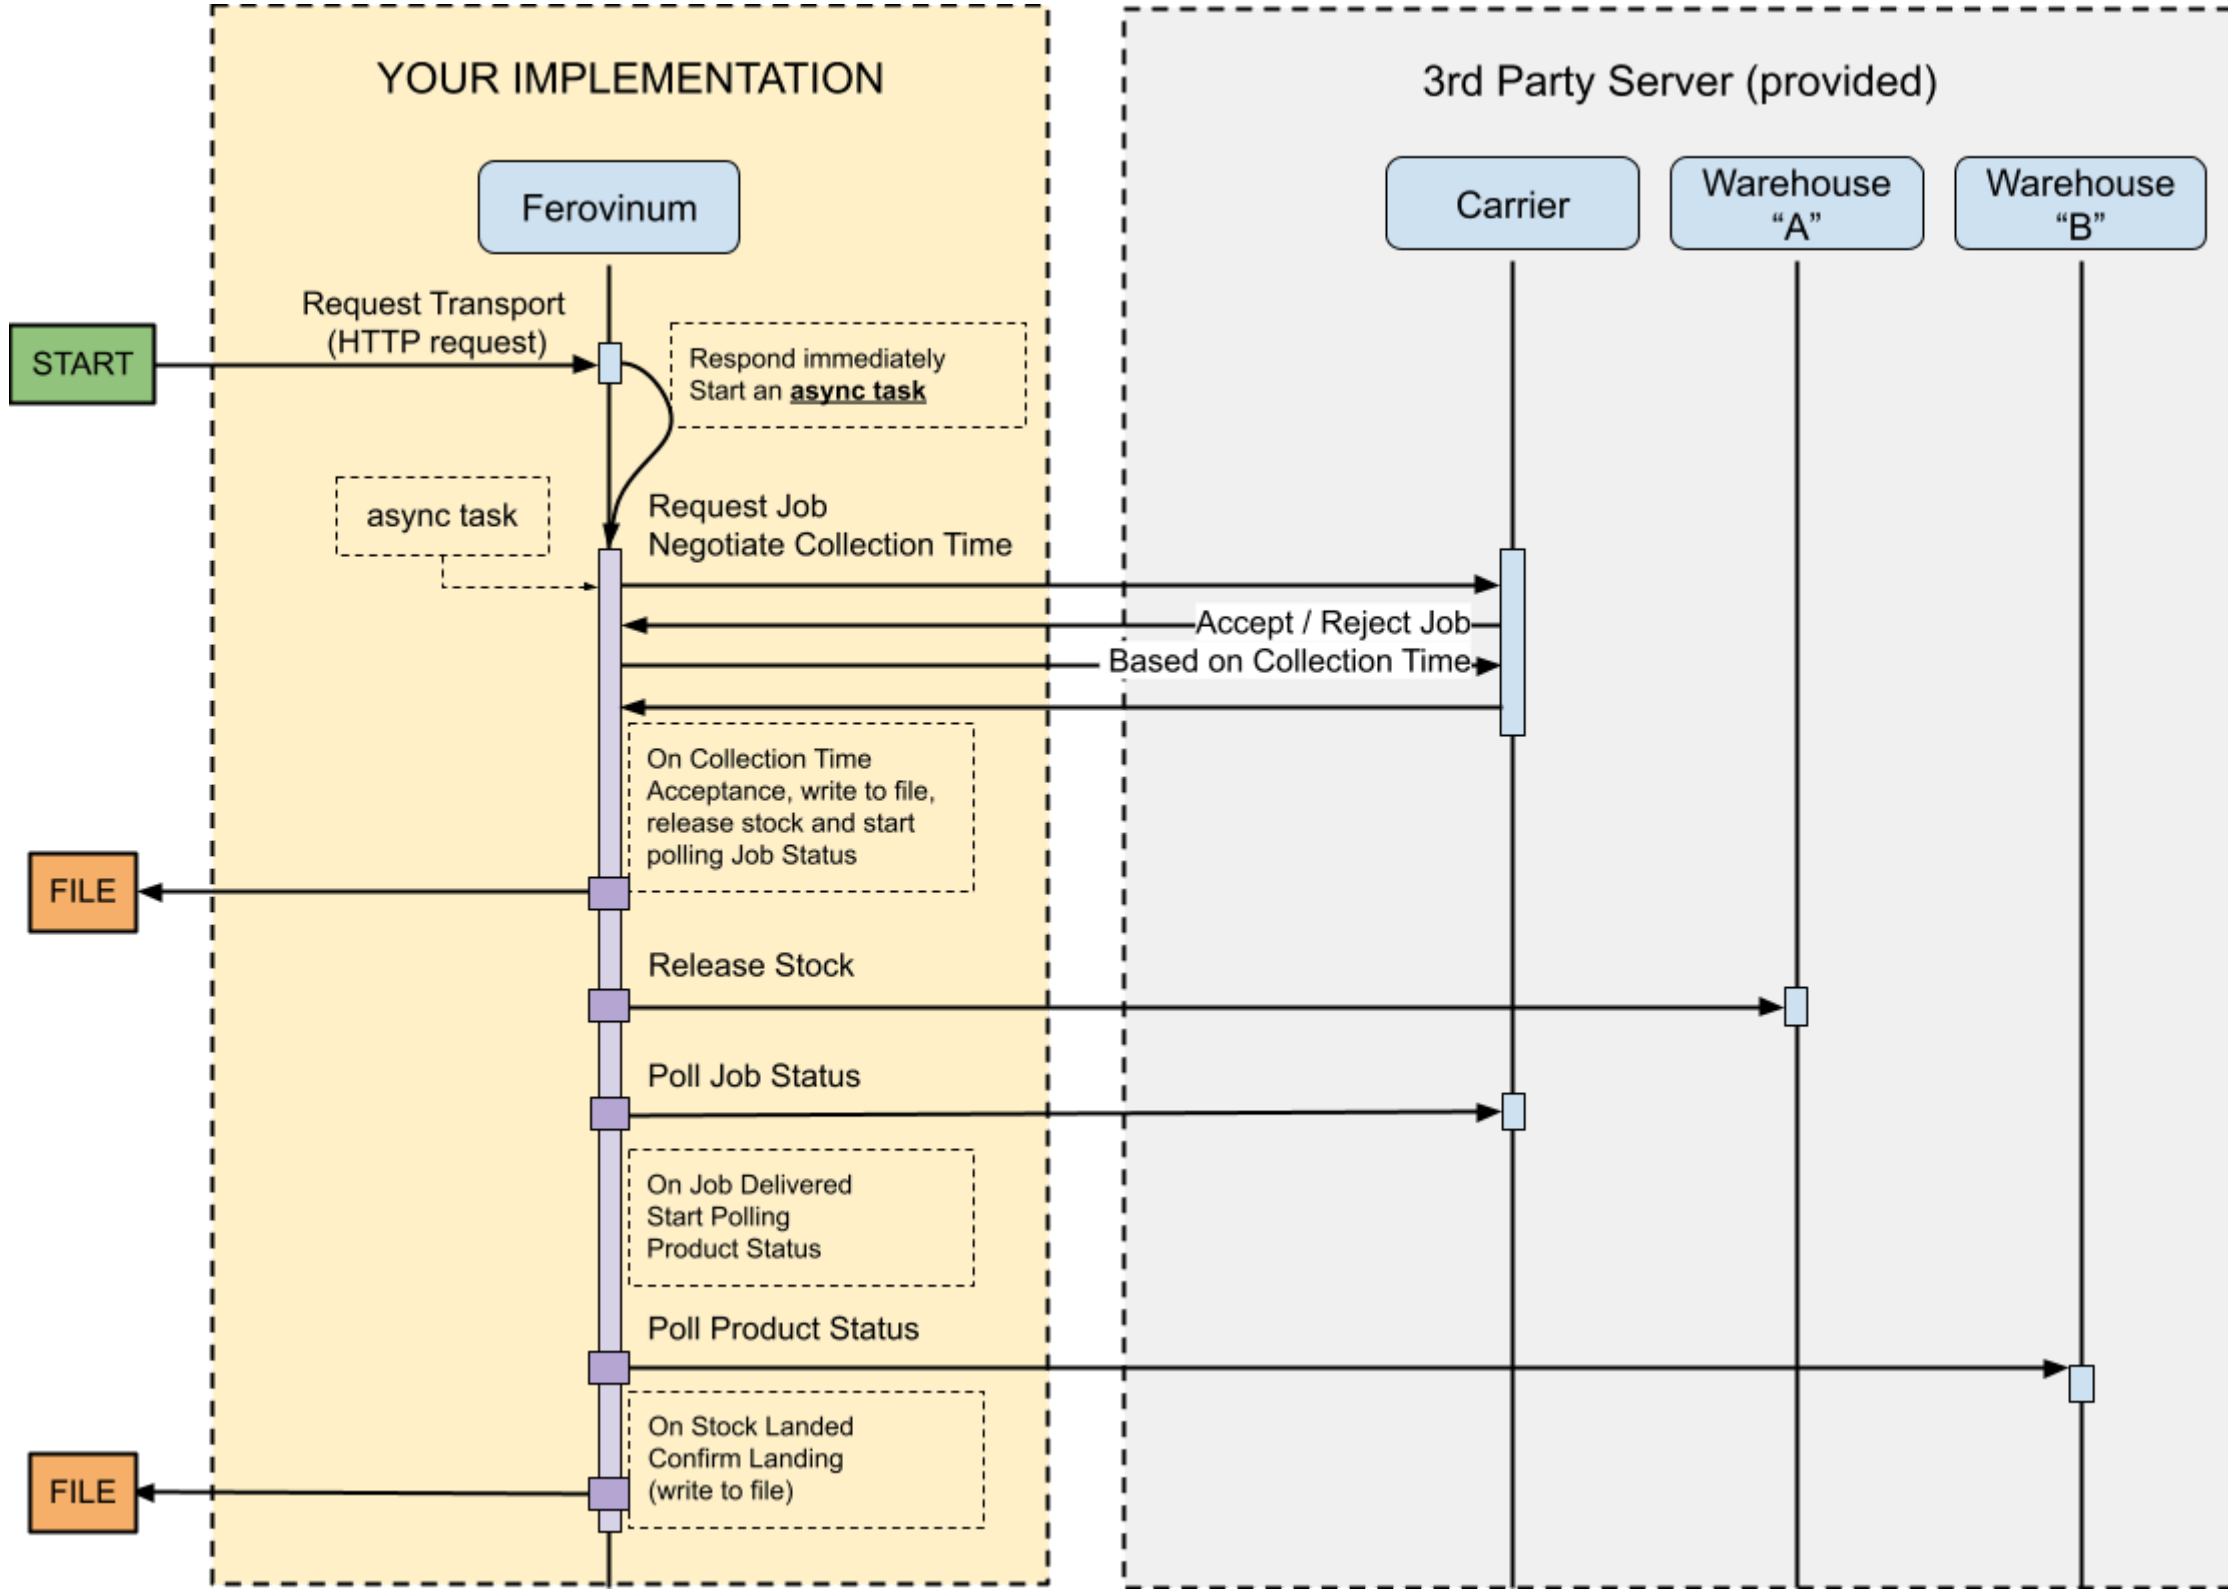 YOUR IMPLEMENTATION
3rd Party Server (provided)
Ferovinum
Carrier
Warehouse
“A”
Warehouse
“B”
Request Transport
(HTTP request)
START
Respond immediately
Start an async task
async task
Request Job
Negotiate Collection Time
Accept / Reject Job
Based on Collection Time
On Collection Time
Acceptance, write to file,
release stock and start
polling Job Status
FILE
Release Stock
Poll Job Status
On Job Delivered
Start Polling
Product Status
Poll Product Status
On Stock Landed
Confirm Landing
(write to file)
FILE